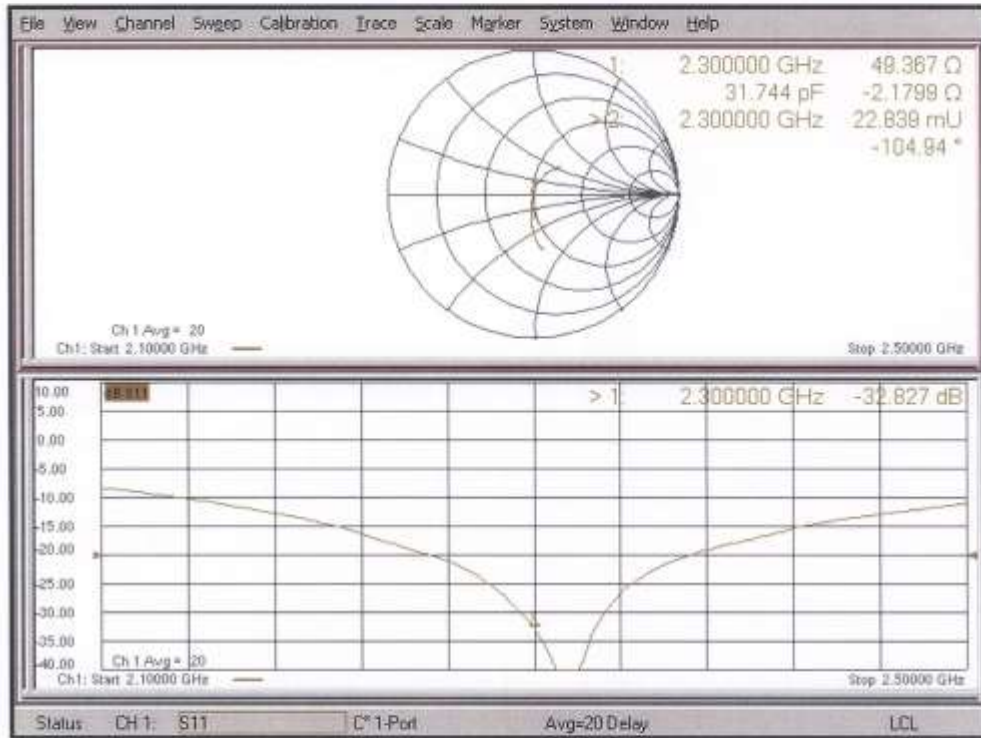 File View Channel Sweep Calibration Trace Scale Marker System Window Help
1: 2.300000 GHz 49.367 Ω
31.744 pF -2.1799 Ω
> 2: 2.300000 GHz 22.839 mU
-104.94 °
Ch 1 Avg = 20
Ch1: Start 2.10000 GHz
Stop 2.50000 GHz
10.00
> 1: 2.300000 GHz -32.827 dB
5.00
0.00
-5.00
-10.00
-15.00
-20.00
-25.00
-30.00
-35.00
-40.00
Ch 1 Avg = 20
Ch1: Start 2.10000 GHz
Stop 2.50000 GHz
Status CH 1: S11 C* 1-Port Avg=20 Delay LCL